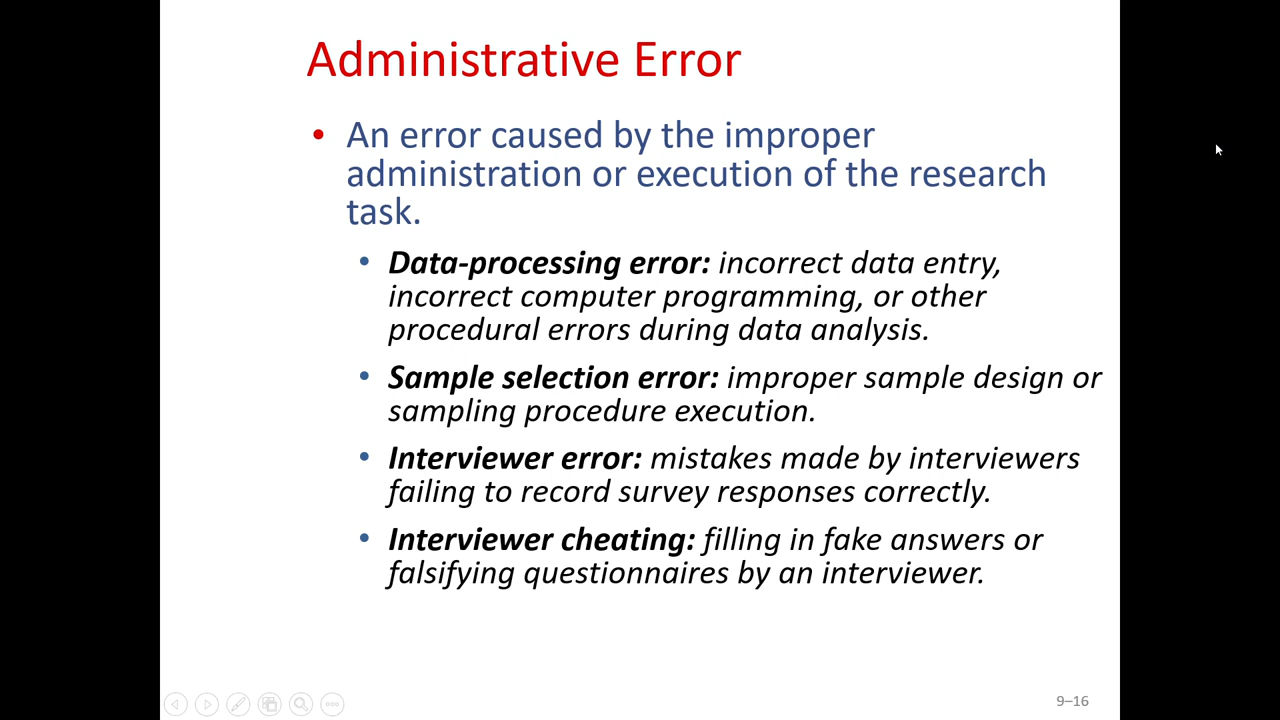 Administrative Error
• An error caused by the improper
administration or execution of the research
task.
• Data-processing error: incorrect data entry,
incorrect computer programming, or other
procedural errors during data analysis.
• Sample selection error: improper sample design or
sampling procedure execution.
• Interviewer error: mistakes made by interviewers
failing to record survey responses correctly.
• Interviewer cheating: filling in fake answers or
falsifying questionnaires by an interviewer.
9–16